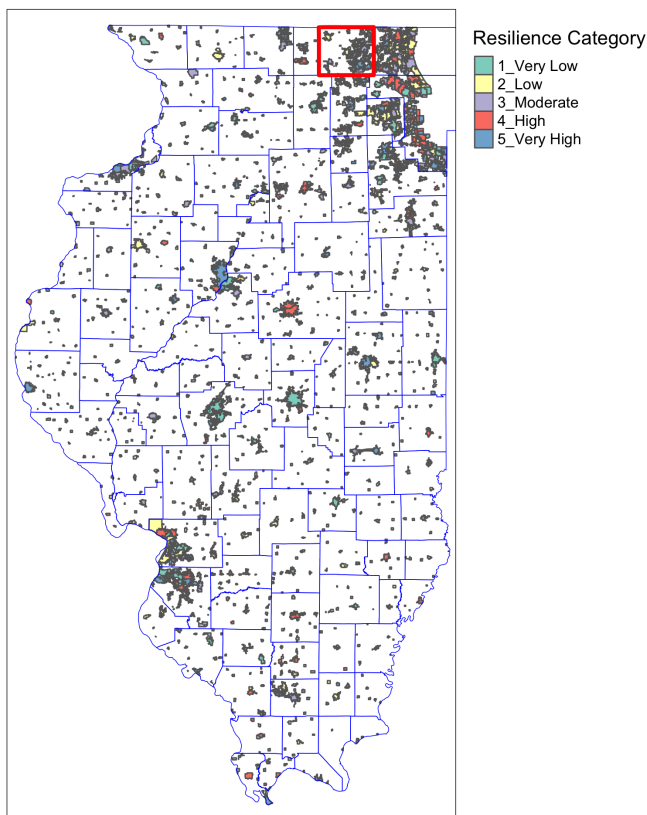 Resilience Category
1_Very Low
2_Low
3_Moderate
4_High
5_Very High